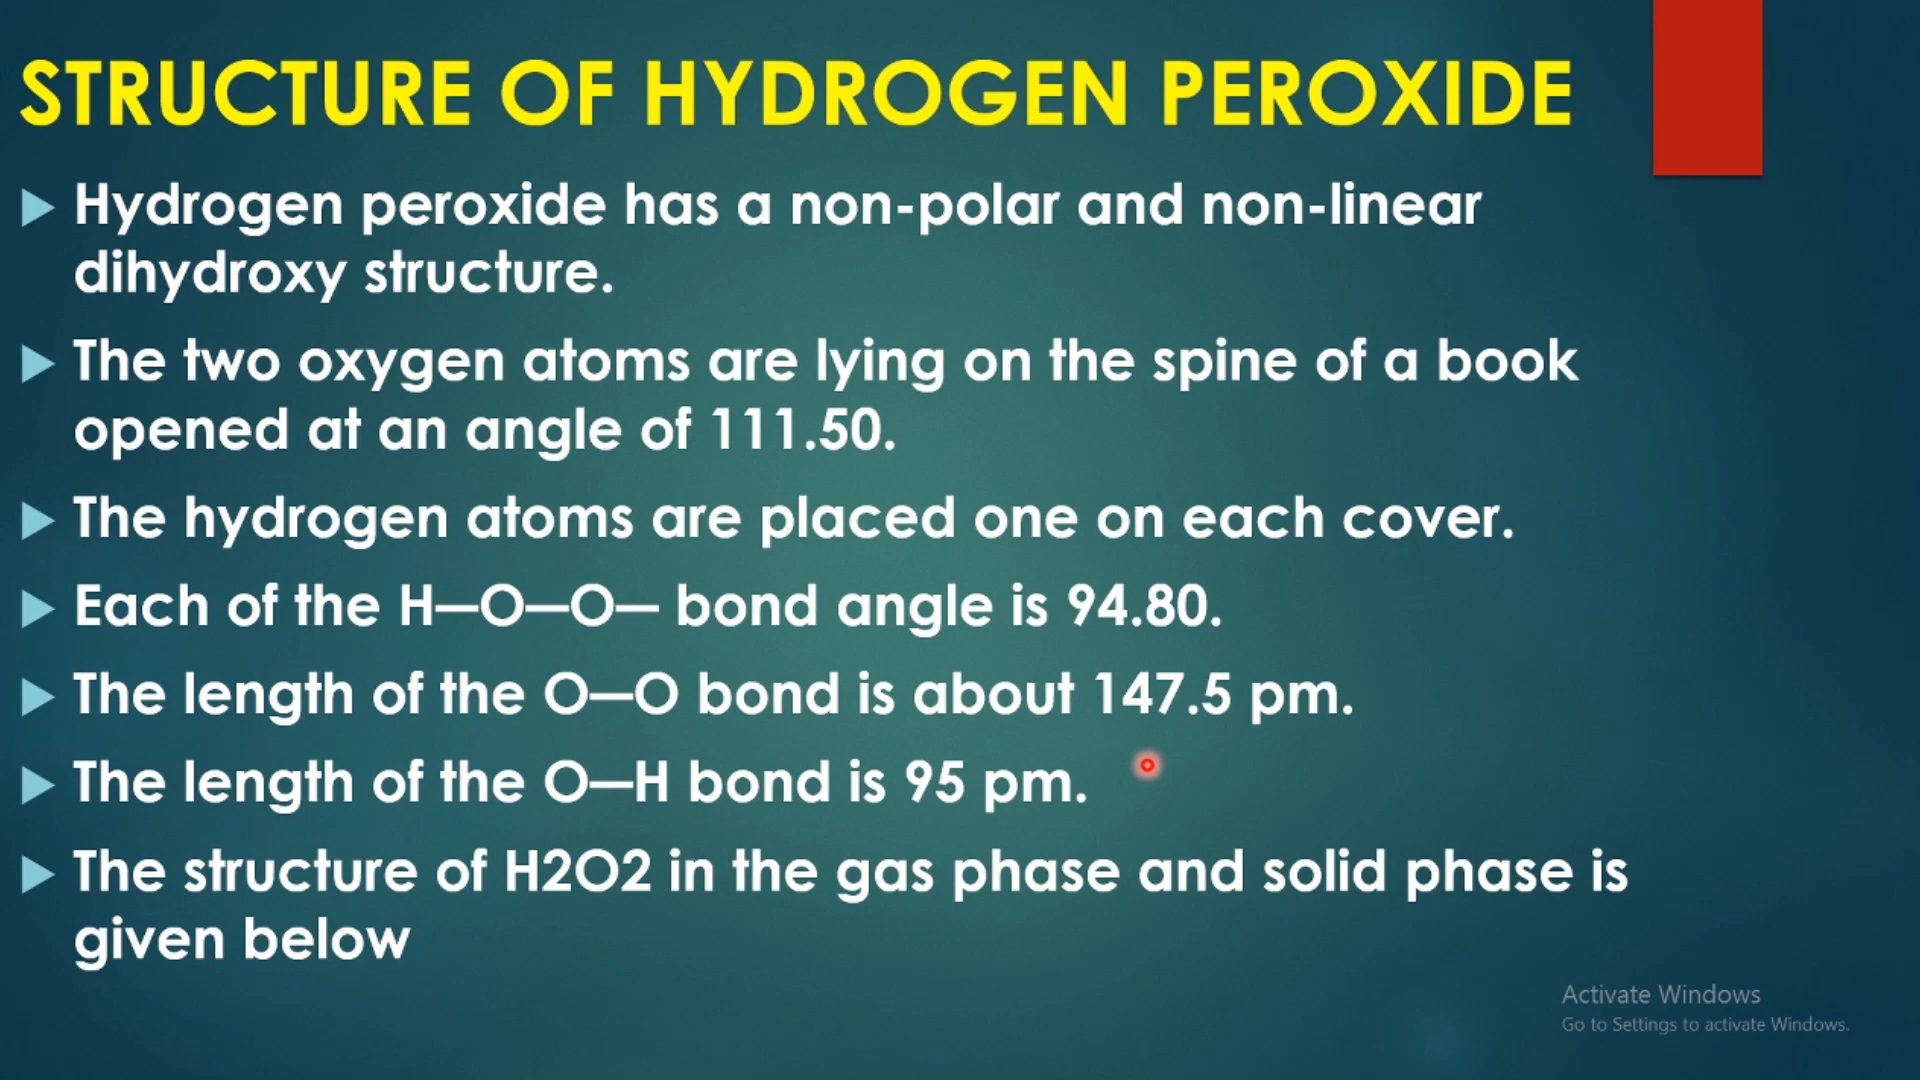 STRUCTURE OF HYDROGEN PEROXIDE
Hydrogen peroxide has a non-polar and non-linear
dihydroxy structure.
The two oxygen atoms are lying on the spine of a book
opened at an angle of 111.50.
The hydrogen atoms are placed one on each cover.
Each of the H—O—O— bond angle is 94.80.
The length of the O—O bond is about 147.5 pm.
The length of the O—H bond is 95 pm.
The structure of H2O2 in the gas phase and solid phase is
given below
Activate Windows
Go to Settings to activate Windows.